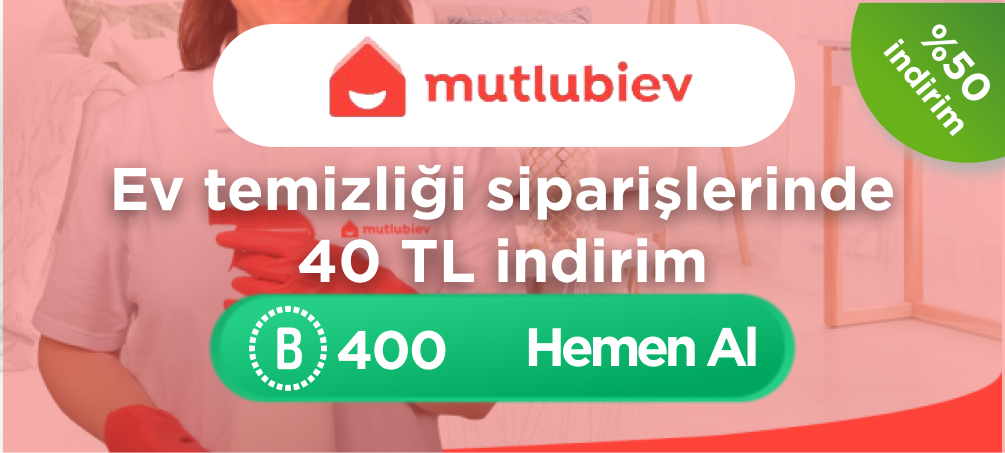 mutlubiev
%50
indirim
Ev temizliği siparişlerinde
mutlubiev
40 TL indirim
B 400 Hemen Al